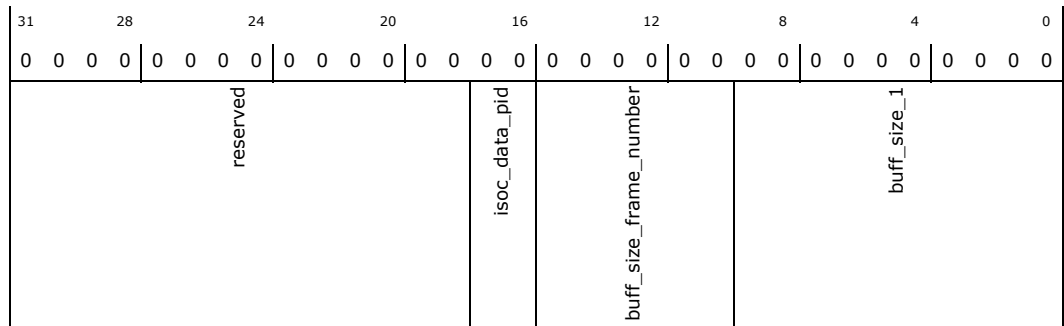 31 28 24 20 16 12 8 4 0
0 0 0 0 0 0 0 0 0 0 0 0 0 0 0 0 0 0 0 0 0 0 0 0 0 0 0 0 0 0 0 0
reserved
isoc_data_pid
buff_size_frame_number
buff_size_1